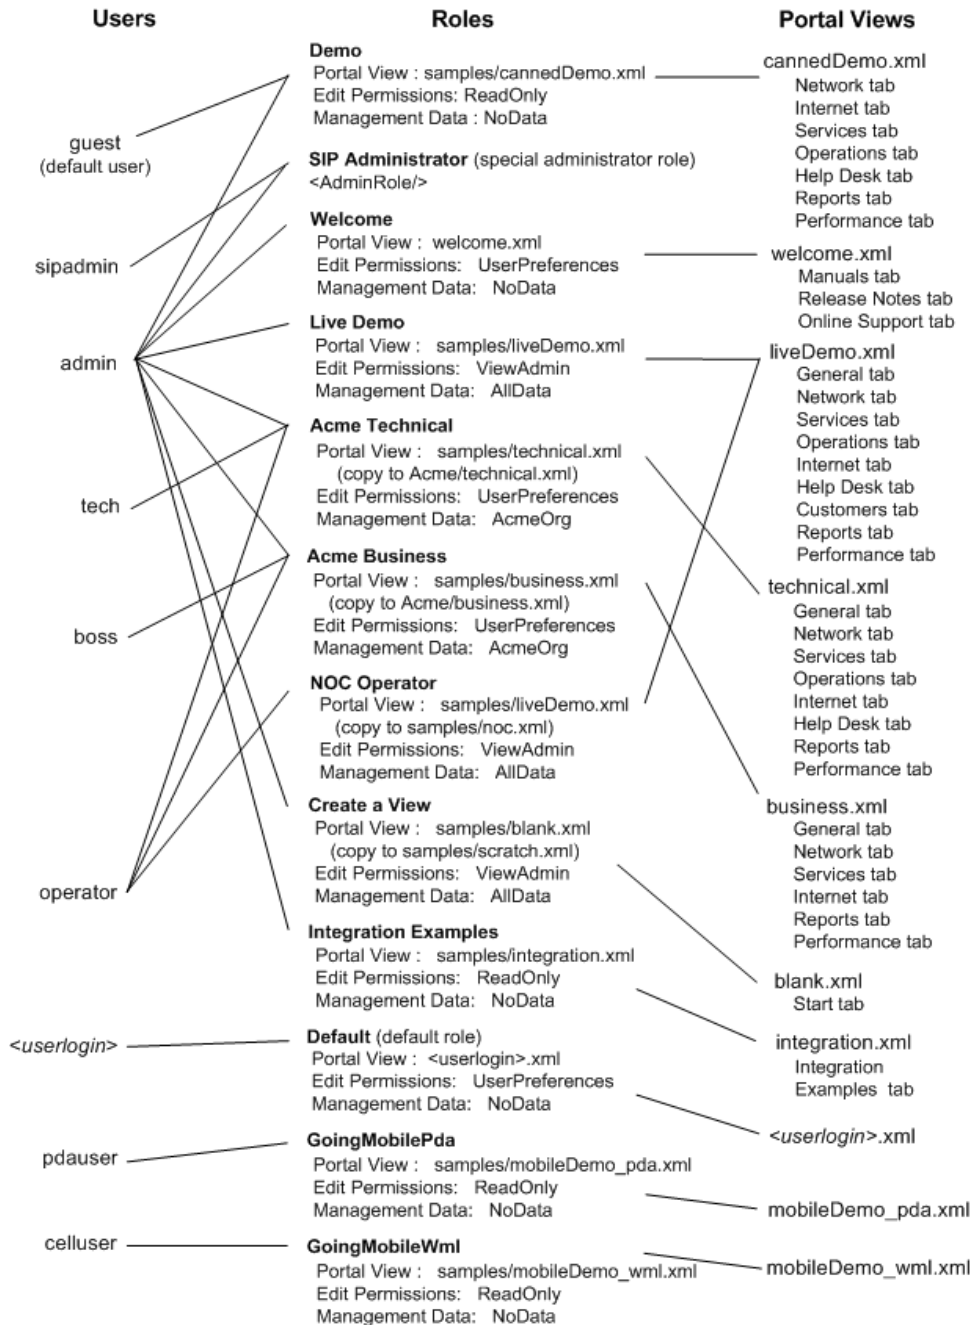 Users
Roles
Portal Views
guest
(default user)
sipadmin
admin
tech
boss
operator
<userlogin>
pdauser
celluser
Demo
Portal View : samples/cannedDemo.xml
Edit Permissions: ReadOnly
Management Data : NoData
SIP Administrator (special administrator role)
<AdminRole/>
Welcome
Portal View : welcome.xml
Edit Permissions: UserPreferences
Management Data: NoData
Live Demo
Portal View : samples/liveDemo.xml
Edit Permissions: ViewAdmin
Management Data: AllData
Acme Technical
Portal View : samples/technical.xml
(copy to Acme/technical.xml)
Edit Permissions: UserPreferences
Management Data: AcmeOrg
Acme Business
Portal View : samples/business.xml
(copy to Acme/business.xml)
Edit Permissions: UserPreferences
Management Data: AcmeOrg
NOC Operator
Portal View : samples/liveDemo.xml
(copy to samples/noc.xml)
Edit Permissions: ViewAdmin
Management Data: AllData
Create a View
Portal View : samples/blank.xml
(copy to samples/scratch.xml)
Edit Permissions: ViewAdmin
Management Data: AllData
Integration Examples
Portal View : samples/integration.xml
Edit Permissions: ReadOnly
Management Data: NoData
Default (default role)
Portal View : <userlogin>.xml
Edit Permissions: UserPreferences
Management Data: NoData
GoingMobilePda
Portal View : samples/mobileDemo_pda.xml
Edit Permissions: ReadOnly
Management Data: NoData
GoingMobileWml
Portal View : samples/mobileDemo_wml.xml
Edit Permissions: ReadOnly
Management Data: NoData
cannedDemo.xml
Network tab
Internet tab
Services tab
Operations tab
Help Desk tab
Reports tab
Performance tab
welcome.xml
Manuals tab
Release Notes tab
Online Support tab
liveDemo.xml
General tab
Network tab
Services tab
Operations tab
Internet tab
Help Desk tab
Customers tab
Reports tab
Performance tab
technical.xml
General tab
Network tab
Services tab
Operations tab
Internet tab
Help Desk tab
Reports tab
Performance tab
business.xml
General tab
Network tab
Services tab
Internet tab
Reports tab
Performance tab
blank.xml
Start tab
integration.xml
Integration
Examples tab
<userlogin>.xml
mobileDemo_pda.xml
mobileDemo_wml.xml